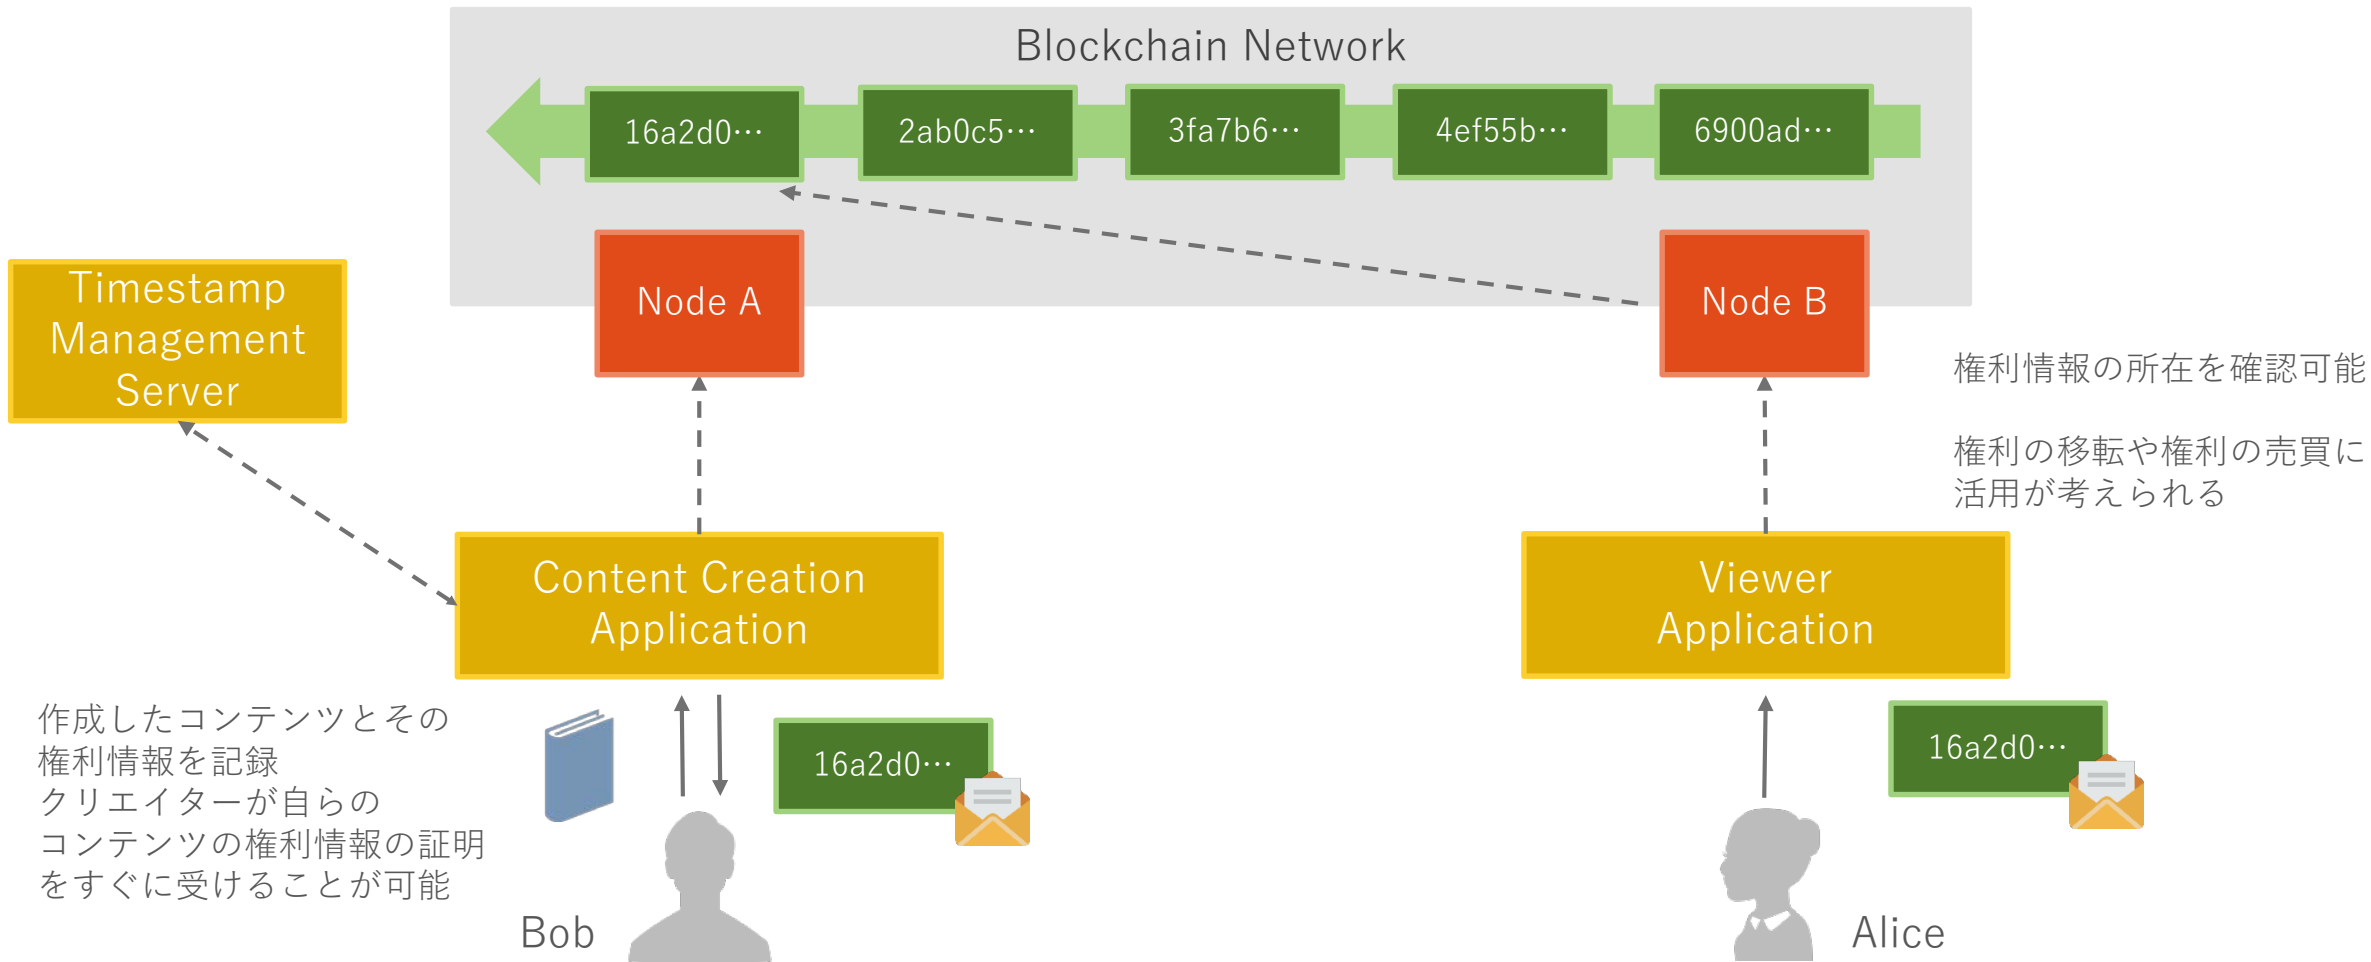 Blockchain Network
16a2d0…
2ab0c5…
3fa7b6…
4ef55b…
6900ad…
Timestamp
Management
Server
Node A
Node B
権利情報の所在を確認可能
権利の移転や権利の売買に
活用が考えられる
Content Creation
Application
Viewer
Application
作成したコンテンツとその
権利情報を記録
クリエイターが自らの
コンテンツの権利情報の証明
をすぐに受けることが可能
16a2d0…
16a2d0…
Bob
Alice